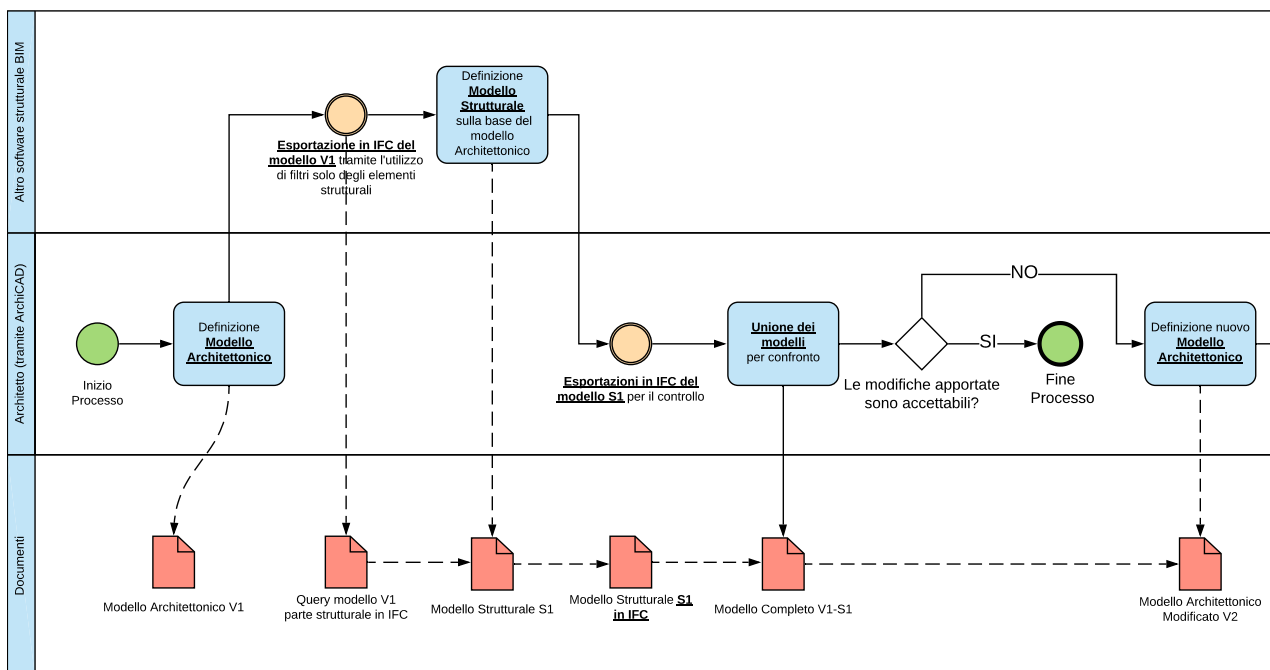 Altro software strutturale BIM
Definizione
Modello
Strutturale
sulla base del
modello
Architettonico
Esportazione in IFC del
modello V1 tramite l'utilizzo
di filtri solo degli elementi
strutturali
Architetto (tramite ArchiCAD)
Inizio
Processo
Definizione
Modello
Architettonico
Esportazioni in IFC del
modello S1 per il controllo
Unione dei
modelli
per confronto
Le modifiche apportate
sono accettabili?
NO
SI
Fine
Processo
Definizione nuovo
Modello
Architettonico
Documenti
Modello Architettonico V1
Query modello V1
parte strutturale in IFC
Modello Strutturale S1
Modello Strutturale S1
in IFC
Modello Completo V1-S1
Modello Architettonico
Modificato V2